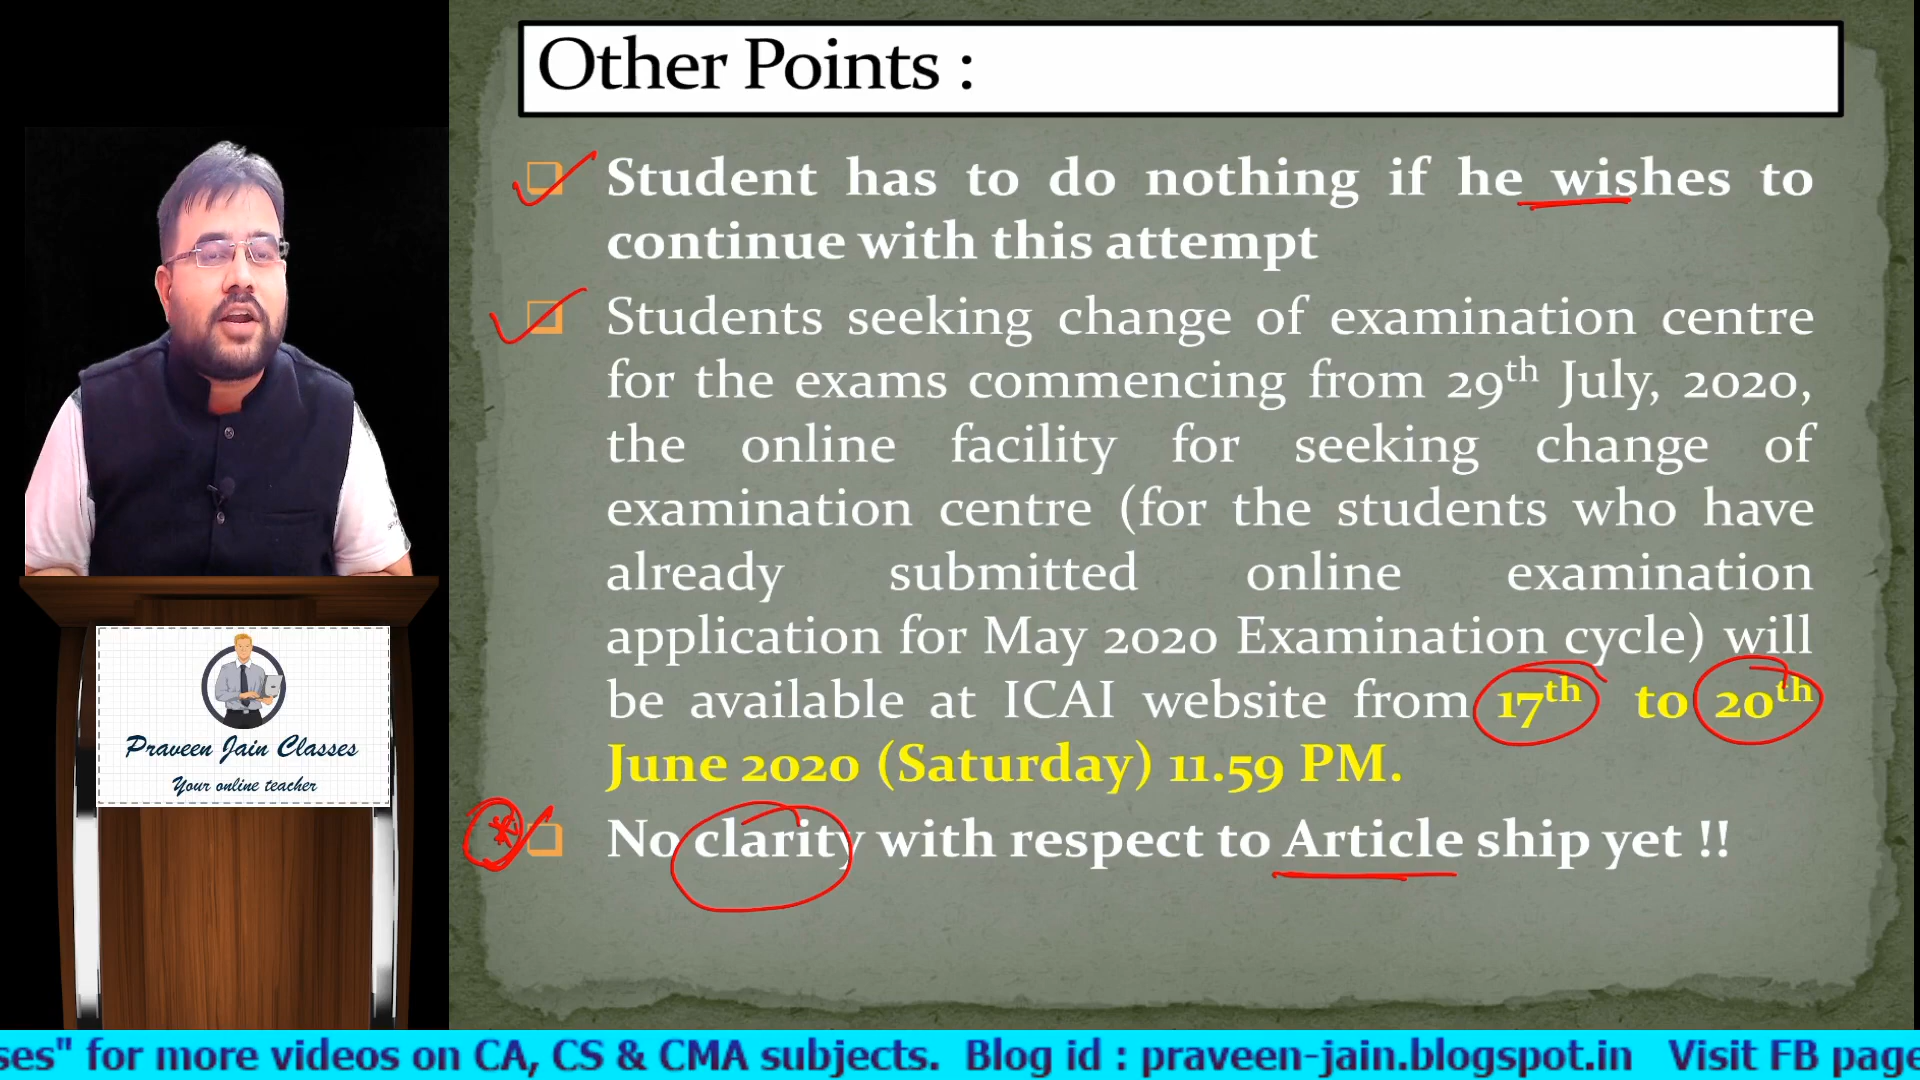 Other Points :
Student has to do nothing if he wishes to
continue with this attempt
Students seeking change of examination centre
for the exams commencing from 29th July, 2020,
the online facility for seeking change of
examination centre (for the students who have
already submitted online examination
application for May 2020 Examination cycle) will
be available at ICAI website from 17th to 20th
June 2020 (Saturday) 11.59 PM.
No clarity with respect to Article ship yet !!
Praveen Jain Classes
Your online teacher
ses" for more videos on CA, CS & CMA subjects. Blog id : praveen-jain.blogspot.in Visit FB page